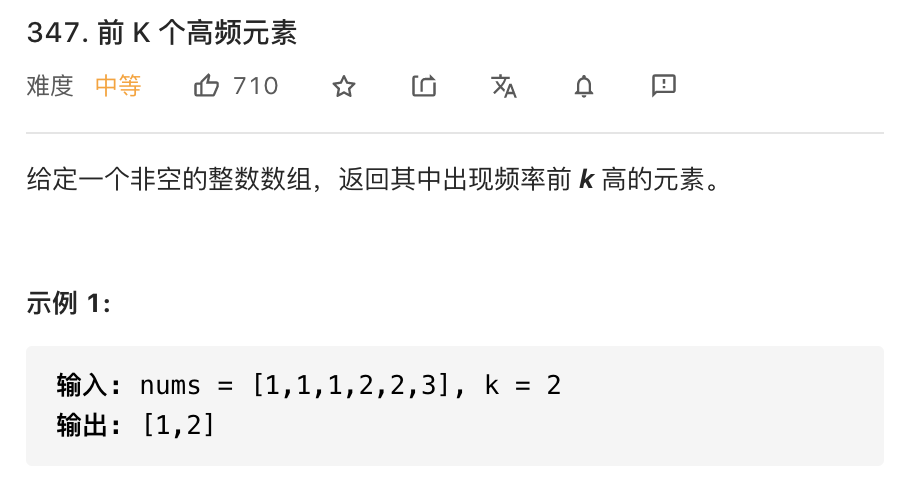 347. 前 K 个高频元素
难度 中等 710
给定一个非空的整数数组，返回其中出现频率前 k 高的元素。
示例 1:
输入: nums = [1,1,1,2,2,3], k = 2
输出: [1,2]